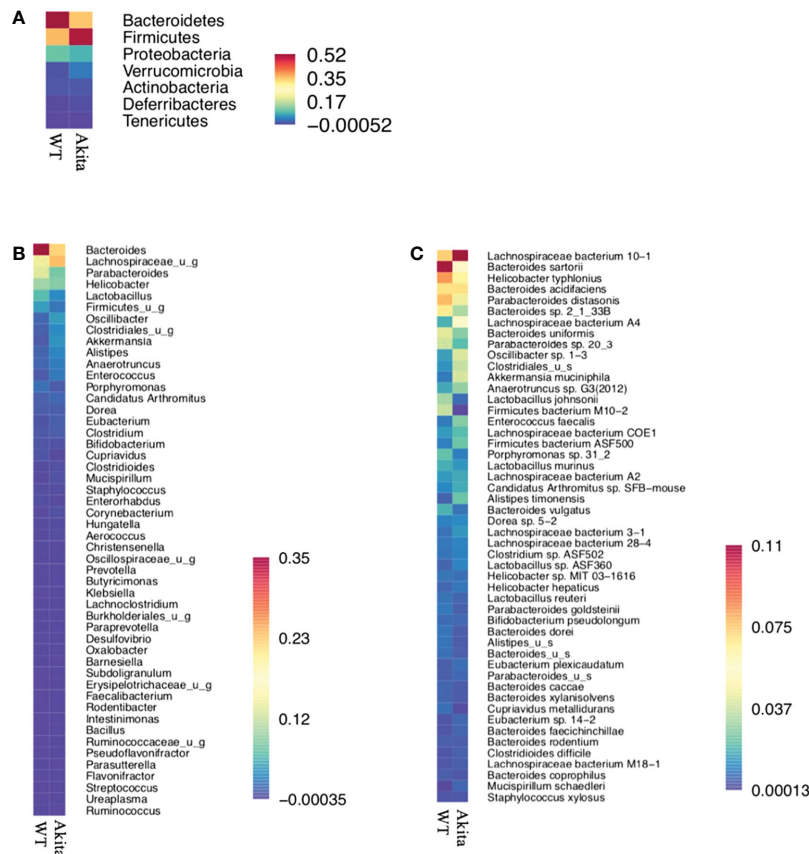 A
Bacteroidetes
Firmicutes
Proteobacteria
Verrucomicrobia
Actinobacteria
Deferribacteres
Tenericutes
0.52
0.35
0.17
−0.00052
WT
Akita
B
Bacteroides
Lachnospiraceae_u_g
Parabacteroides
Helicobacter
Lactobacillus
Firmicutes_u_g
Oscillibacter
Clostridiales_u_g
Akkermansia
Alistipes
Anaerotruncus
Enterococcus
Porphyromonas
Candidatus Arthromitus
Dorea
Eubacterium
Clostridium
Bifidobacterium
Cupriavidus
Clostridioides
Mucispirillum
Staphylococcus
Enterorhabdus
Corynebacterium
Hungatella
Aerococcus
Christensenella
Oscillospiraceae_u_g
Prevotella
Butyricimonas
Klebsiella
Lachnoclostridium
Burkholderiales_u_g
Paraprevotella
Desulfovibrio
Oxalobacter
Barnesiella
Subdoligranulum
Erysipelotrichaceae_u_g
Faecalibacterium
Rodentibacter
Intestinimonas
Bacillus
Ruminococcaceae_u_g
Pseudoflavonifractor
Parasutterella
Flavonifractor
Streptococcus
Ureaplasma
Ruminococcus
0.35
0.23
0.12
−0.00035
WT
Akita
C
Lachnospiraceae bacterium 10−1
Bacteroides sartorii
Helicobacter typhlonius
Bacteroides acidifaciens
Parabacteroides distasonis
Bacteroides sp. 2_1_33B
Lachnospiraceae bacterium A4
Bacteroides uniformis
Parabacteroides sp. 20_3
Oscillibacter sp. 1−3
Clostridiales_u_s
Akkermansia muciniphila
Anaerotruncus sp. G3(2012)
Lactobacillus johnsonii
Firmicutes bacterium M10−2
Enterococcus faecalis
Lachnospiraceae bacterium COE1
Firmicutes bacterium ASF500
Porphyromonas sp. 31_2
Lactobacillus murinus
Lachnospiraceae bacterium A2
Candidatus Arthromitus sp. SFB−mouse
Alistipes timonensis
Bacteroides vulgatus
Dorea sp. 5−2
Lachnospiraceae bacterium 3−1
Lachnospiraceae bacterium 28−4
Clostridium sp. ASF502
Lactobacillus sp. ASF360
Helicobacter sp. MIT 03−1616
Helicobacter hepaticus
Lactobacillus reuteri
Parabacteroides goldsteinii
Bifidobacterium pseudolongum
Bacteroides dorei
Alistipes_u_s
Bacteroides_u_s
Eubacterium plexicaudatum
Parabacteroides_u_s
Bacteroides caccae
Bacteroides xylanisolvens
Cupriavidus metallidurans
Eubacterium sp. 14−2
Bacteroides faecichinchillae
Bacteroides rodentium
Clostridioides difficile
Lachnospiraceae bacterium M18−1
Bacteroides coprophilus
Mucispirillum schaedleri
Staphylococcus xylosus
0.11
0.075
0.037
0.00013
WT
Akita